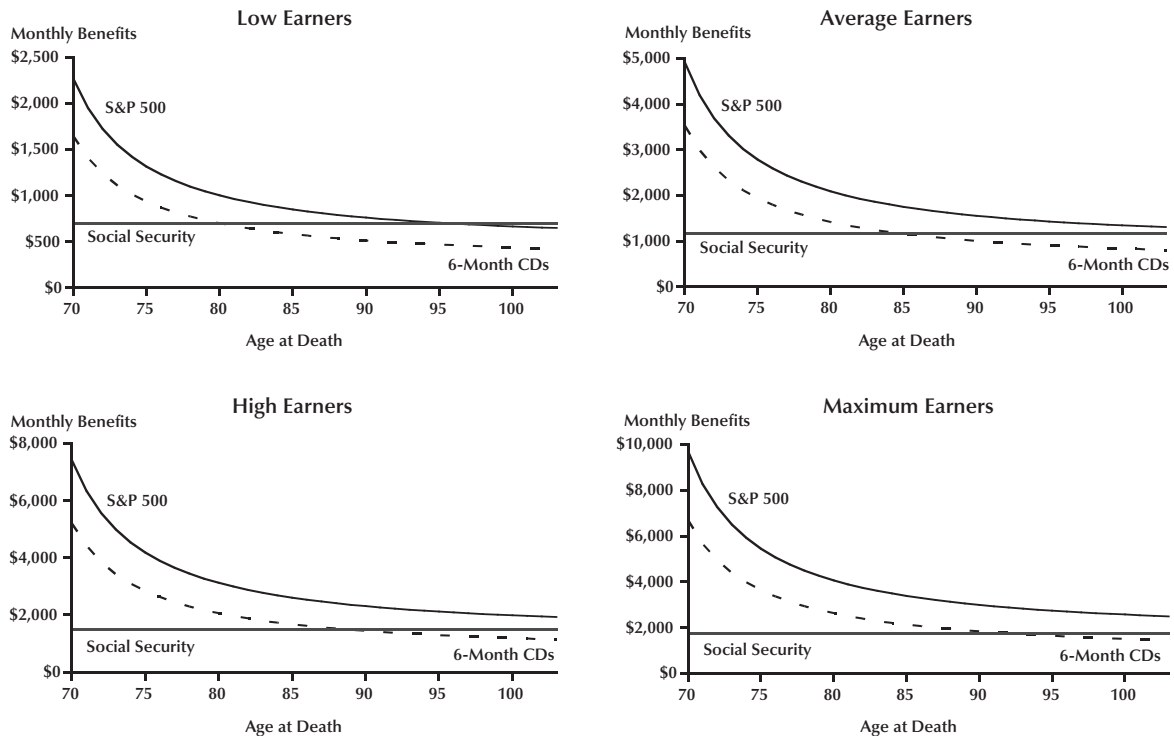 Low Earners
Monthly Benefits
$2,500
$2,000
$1,500
$1,000
$500
$0
S&P 500
Social Security
6-Month CDs
70 75 80 85 90 95 100
Age at Death
Average Earners
Monthly Benefits
$5,000
$4,000
$3,000
$2,000
$1,000
$0
S&P 500
Social Security
6-Month CDs
70 75 80 85 90 95 100
Age at Death
High Earners
Monthly Benefits
$8,000
$6,000
$4,000
$2,000
$0
S&P 500
Social Security
6-Month CDs
70 75 80 85 90 95 100
Age at Death
Maximum Earners
Monthly Benefits
$10,000
$8,000
$6,000
$4,000
$2,000
$0
S&P 500
Social Security
6-Month CDs
70 75 80 85 90 95 100
Age at Death